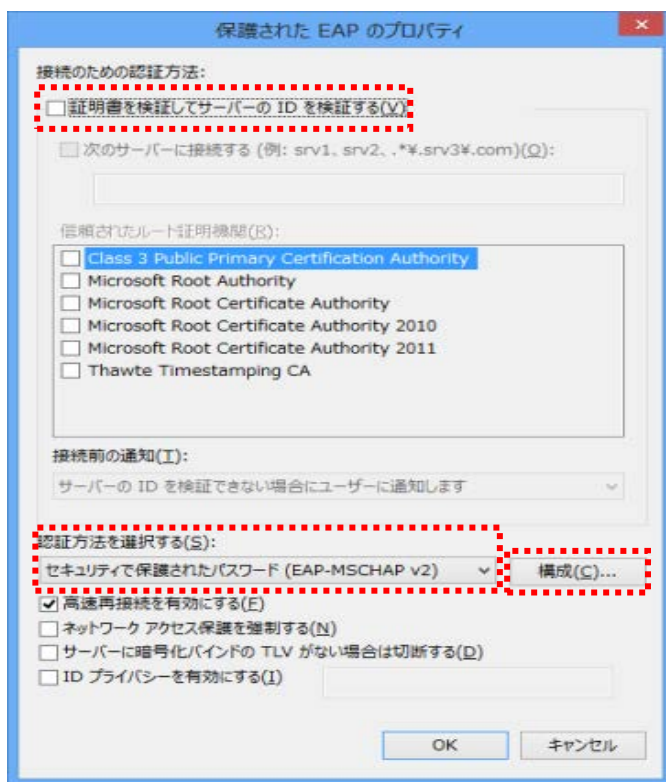 保護された EAP のプロパティ
接続のための認証方法:
証明書を検証してサーバーの ID を検証する(V)
次のサーバーに接続する (例: srv1、srv2、.*¥.srv3¥.com)(O):
信頼されたルート証明機関(R):
Class 3 Public Primary Certification Authority
Microsoft Root Authority
Microsoft Root Certificate Authority
Microsoft Root Certificate Authority 2010
Microsoft Root Certificate Authority 2011
Thawte Timestamping CA
接続前の通知(T):
サーバーの ID を検証できない場合にユーザーに通知します
認証方法を選択する(S):
セキュリティで保護されたパスワード (EAP-MSCHAP v2)
構成(C)...
高速再接続を有効にする(F)
ネットワーク アクセス保護を強制する(N)
サーバーに暗号化バインドの TLV がない場合は切断する(D)
ID プライバシーを有効にする(I)
OK
キャンセル